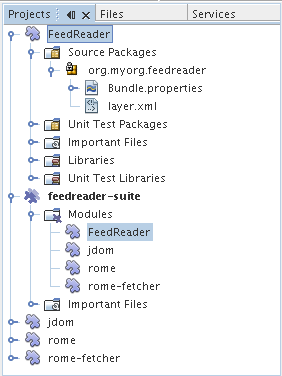 Projects Files Services
FeedReader
Source Packages
org.myorg.feedreader
Bundle.properties
layer.xml
Unit Test Packages
Important Files
Libraries
Unit Test Libraries
feedreader-suite
Modules
FeedReader
jdom
rome
rome-fetcher
Important Files
jdom
rome
rome-fetcher